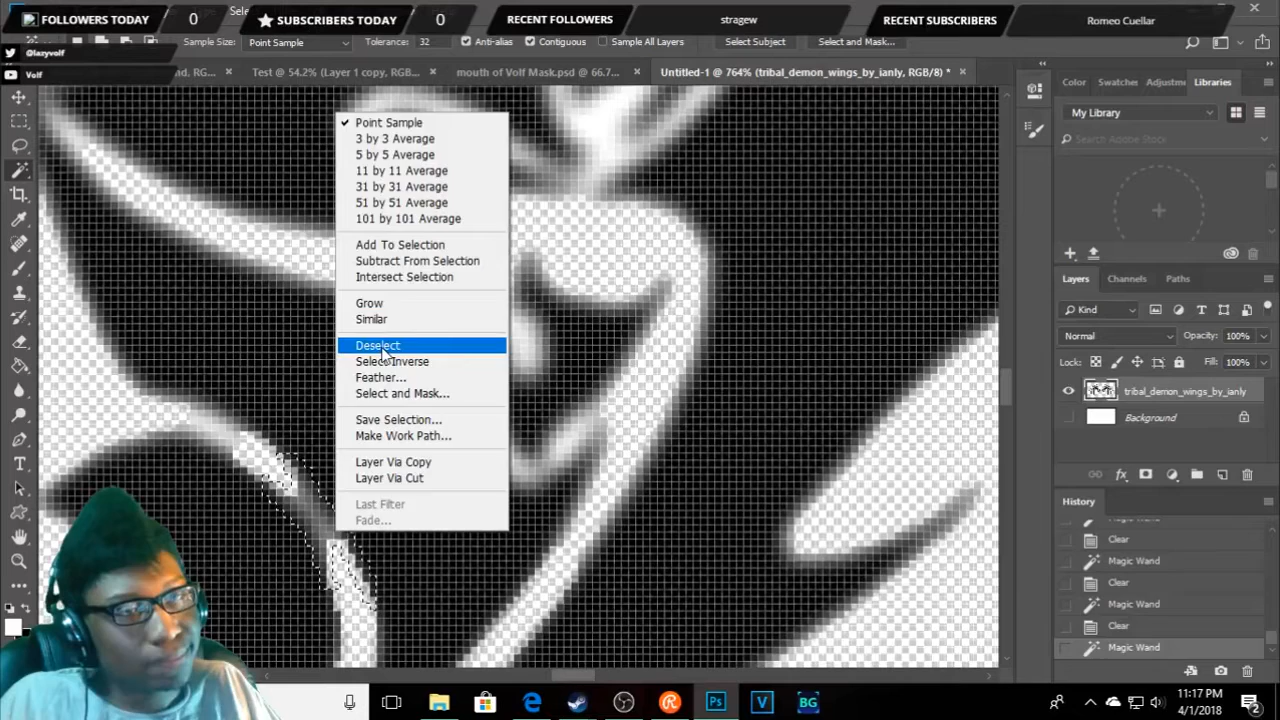 FOLLOWERS TODAY 0 SUBSCRIBERS TODAY 0 RECENT FOLLOWERS stragew RECENT SUBSCRIBERS Romeo Cuellar
Sample Size: Point Sample Tolerance: 32 Anti-alias Contiguous Sample All Layers Select Subject Select and Mask...
@lazyvolf
Volf
Test @ 54.2% (Layer 1 copy, RGB... mouth of Volf Mask.psd @ 66.7... Untitled-1 @ 764% (tribal_demon_wings_by_ianly, RGB/8) *
Point Sample
3 by 3 Average
5 by 5 Average
11 by 11 Average
31 by 31 Average
51 by 51 Average
101 by 101 Average
Add To Selection
Subtract From Selection
Intersect Selection
Grow
Similar
Deselect
Select Inverse
Feather...
Select and Mask...
Save Selection...
Make Work Path...
Layer Via Copy
Layer Via Cut
Last Filter
Fade...
Color Swatches Adjustm Libraries
My Library
Search Adobe Stock
Layers Channels Paths
Kind
Normal Opacity: 100%
Lock: Fill: 100%
tribal_demon_wings_by_ianly
Background
History
Clear
Magic Wand
Clear
Magic Wand
Clear
Magic Wand
11:17 PM
4/1/2018